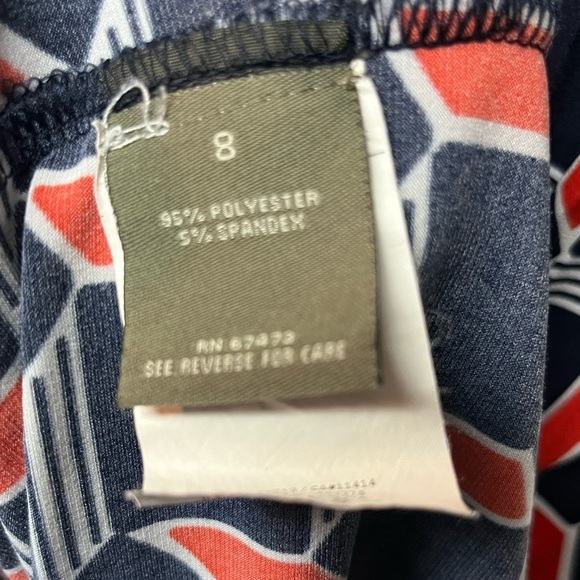 8
95% POLYESTER
5% SPANDEX
RN 67473
SEE REVERSE FOR CARE